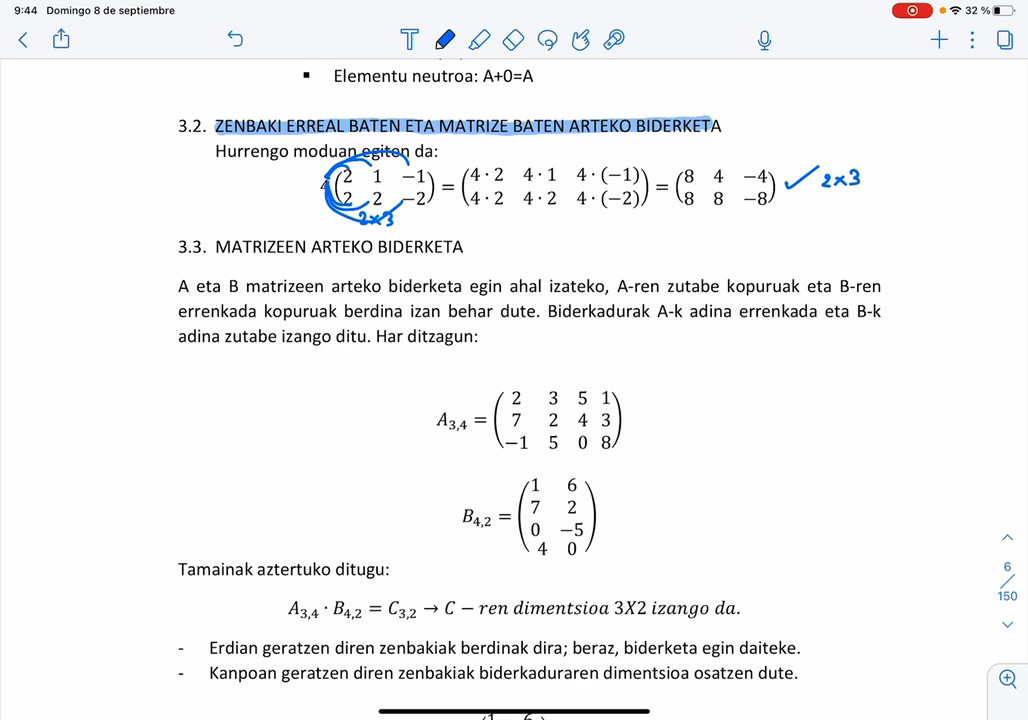 9:44 Domingo 8 de septiembre 32 %
▪ Elementu neutroa: A+0=A
3.2. ZENBAKI ERREAL BATEN ETA MATRIZE BATEN ARTEKO BIDERKETA
Hurrengo moduan egiten da:
4 (2 1 −1) = (4 · 2 4 · 1 4 · (−1)) = (8 4 −4) ✓ 2x3
(2 2 −2) (4 · 2 4 · 2 4 · (−2)) (8 8 −8)
2x3
3.3. MATRIZEEN ARTEKO BIDERKETA
A eta B matrizeen arteko biderketa egin ahal izateko, A-ren zutabe kopuruak eta B-ren
errenkada kopuruak berdina izan behar dute. Biderkadurak A-k adina errenkada eta B-k
adina zutabe izango ditu. Har ditzagun:
2 3 5 1
A3,4 = ( 7 2 4 3 )
−1 5 0 8
1 6
7 2
B4,2 = ( )
0 −5
4 0
Tamainak aztertuko ditugu:
A3,4 · B4,2 = C3,2 → C − ren dimentsioa 3X2 izango da.
- Erdian geratzen diren zenbakiak berdinak dira; beraz, biderketa egin daiteke.
- Kanpoan geratzen diren zenbakiak biderkaduraren dimentsioa osatzen dute.
6
150